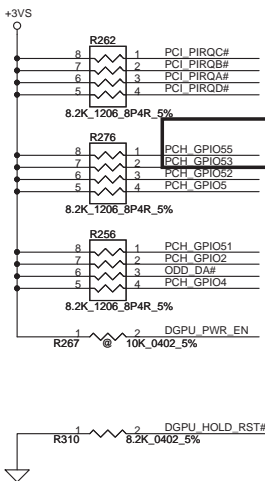 +3VS
R262
8 1 PCI_PIRQC#
7 2 PCI_PIRQB#
6 3 PCI_PIRQA#
5 4 PCI_PIRQD#
8.2K_1206_8P4R_5%
R276
8 1 PCH_GPIO55
7 2 PCH_GPIO53
6 3 PCH_GPIO52
5 4 PCH_GPIO5
8.2K_1206_8P4R_5%
R256
8 1 PCH_GPIO51
7 2 PCH_GPIO2
6 3 ODD_DA#
5 4 PCH_GPIO4
8.2K_1206_8P4R_5%
1 2 DGPU_PWR_EN
R267 @ 10K_0402_5%
1 2 DGPU_HOLD_RST#
R310 8.2K_0402_5%